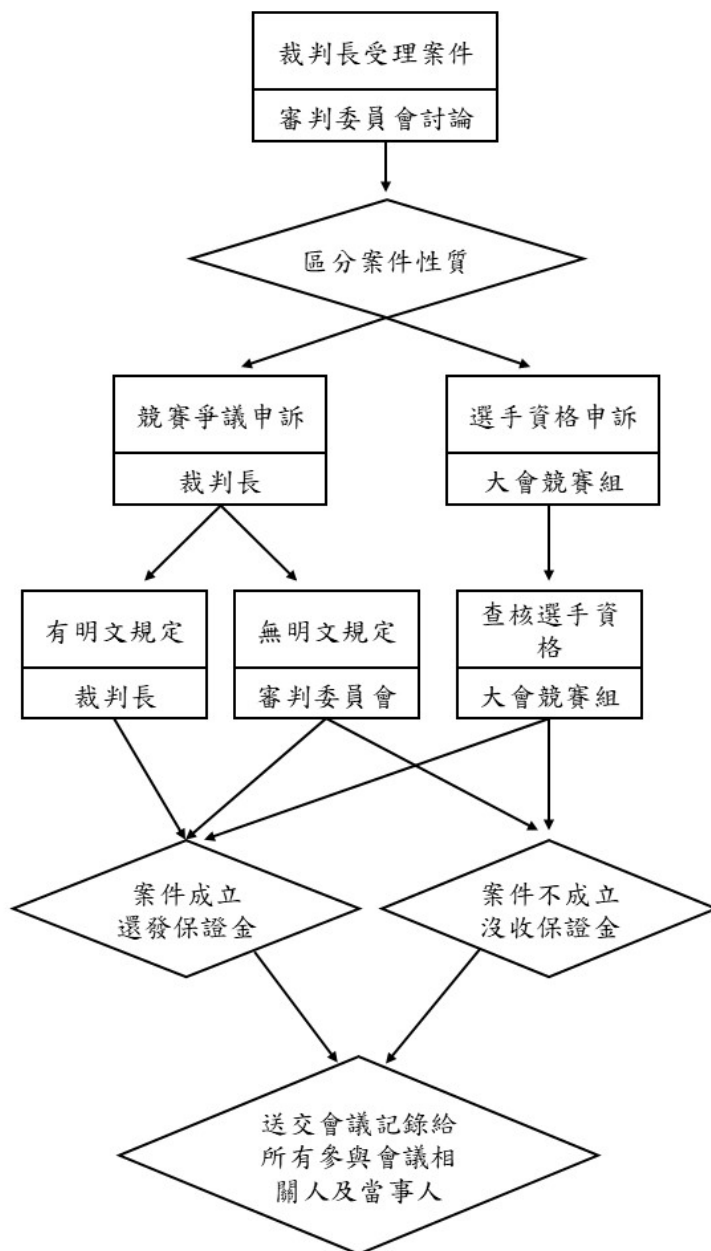 裁判長受理案件
審判委員會討論
區分案件性質
競賽爭議申訴
裁判長
選手資格申訴
大會競賽組
有明文規定
裁判長
無明文規定
審判委員會
查核選手資
格
大會競賽組
案件成立
還發保證金
案件不成立
沒收保證金
送交會議記錄給
所有參與會議相
關人及當事人